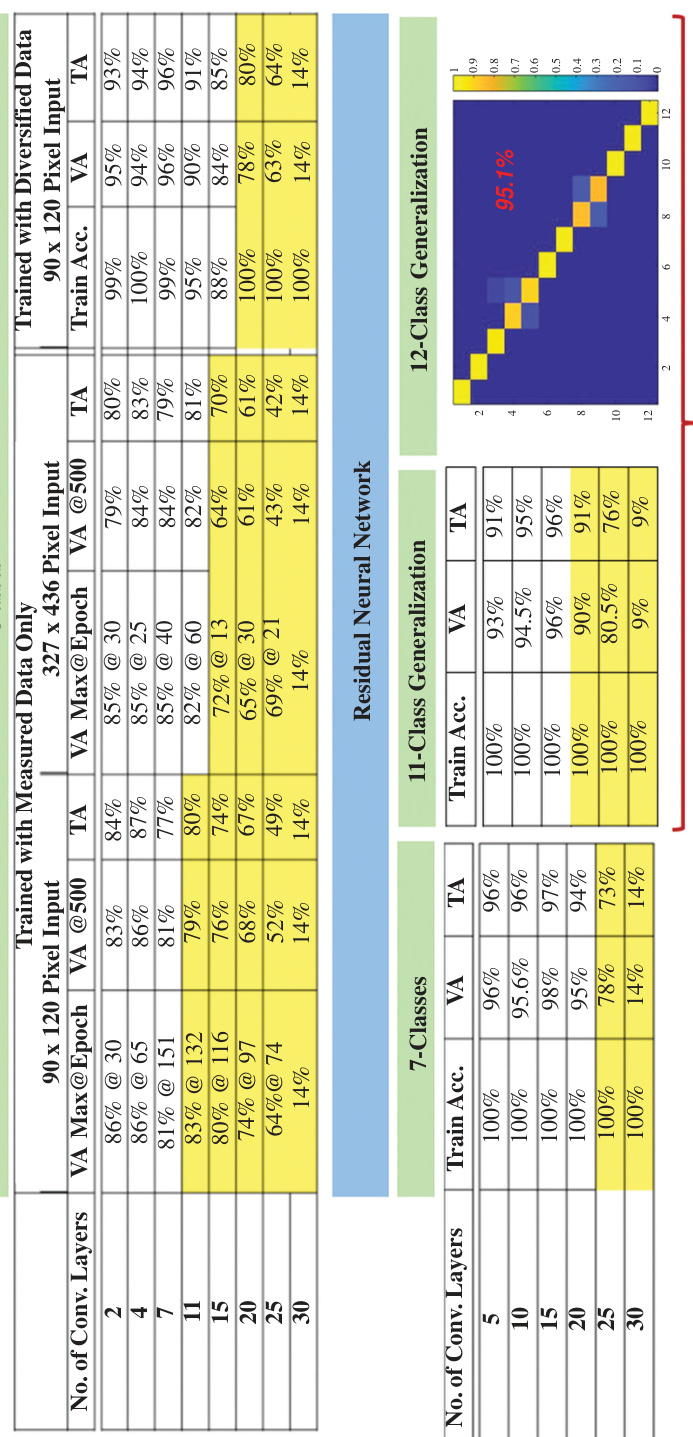 Trained with Measured Data Only Trained with Diversified Data
90 x 120 Pixel Input 327 x 436 Pixel Input 90 x 120 Pixel Input
No. of Conv. Layers VA Max@Epoch VA @500 TA VA Max@Epoch VA @500 TA Train Acc. VA TA
2 86% @ 30 83% 84% 85% @ 30 79% 80% 99% 95% 93%
4 86% @ 65 86% 87% 85% @ 25 84% 83% 100% 94% 94%
7 81% @ 151 81% 77% 85% @ 40 84% 79% 99% 96% 96%
11 83% @ 132 79% 80% 82% @ 60 82% 81% 95% 90% 91%
15 80% @ 116 76% 74% 72% @ 13 64% 70% 88% 84% 85%
20 74% @ 97 68% 67% 65% @ 30 61% 61% 100% 78% 80%
25 64%@ 74 52% 49% 69% @ 21 43% 42% 100% 63% 64%
30 14% 14% 14% 14% 14% 14% 100% 14% 14%
Residual Neural Network
7-Classes 11-Class Generalization 12-Class Generalization
No. of Conv. Layers Train Acc. VA TA Train Acc. VA TA
5 100% 96% 96% 100% 93% 91%
10 100% 95.6% 96% 100% 94.5% 95%
15 100% 98% 97% 100% 96% 96%
20 100% 95% 94% 100% 90% 91%
25 100% 78% 73% 100% 80.5% 76%
30 100% 14% 14% 100% 9% 9%
95.1%
2
4
6
8
10
12
2 4 6 8 10 12
1
0.9
0.8
0.7
0.6
0.5
0.4
0.3
0.2
0.1
0